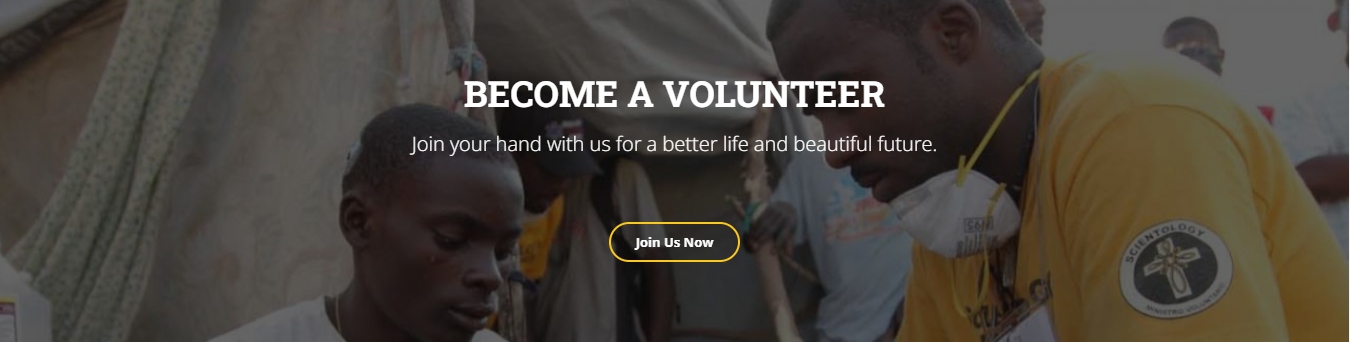 BECOME A VOLUNTEER
Join your hand with us for a better life and beautiful future.
Join Us Now
SCIENTOLOGY
MINISTRO VOLUNTARIO